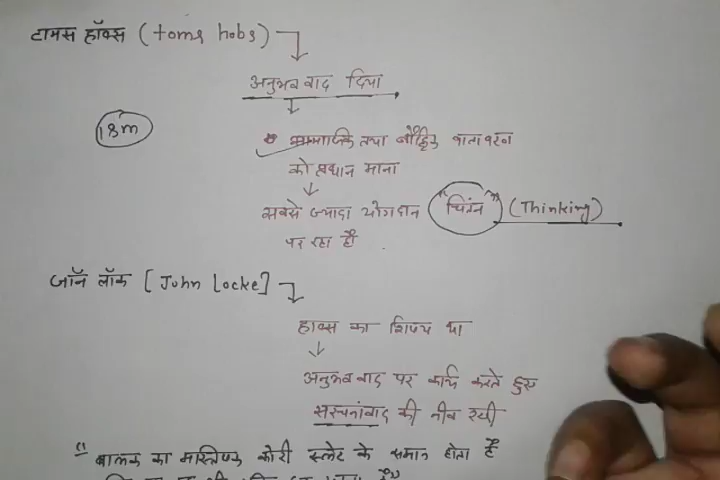 टामस हॉब्स (toms hobs)
अनुभववाद दिया
18m
सामाजिक तथा बौद्धिक वातावरण
को प्रधान माना
सबसे ज्यादा योगदान "चिंतन" (Thinking)
पर रहा है
जॉन लॉक [John Locke]
हाब्स का शिष्य था
अनुभववाद पर कार्य करते हुए
की नीव रखी
" बालक का मस्तिष्क कोरी स्लेट के समान होता है